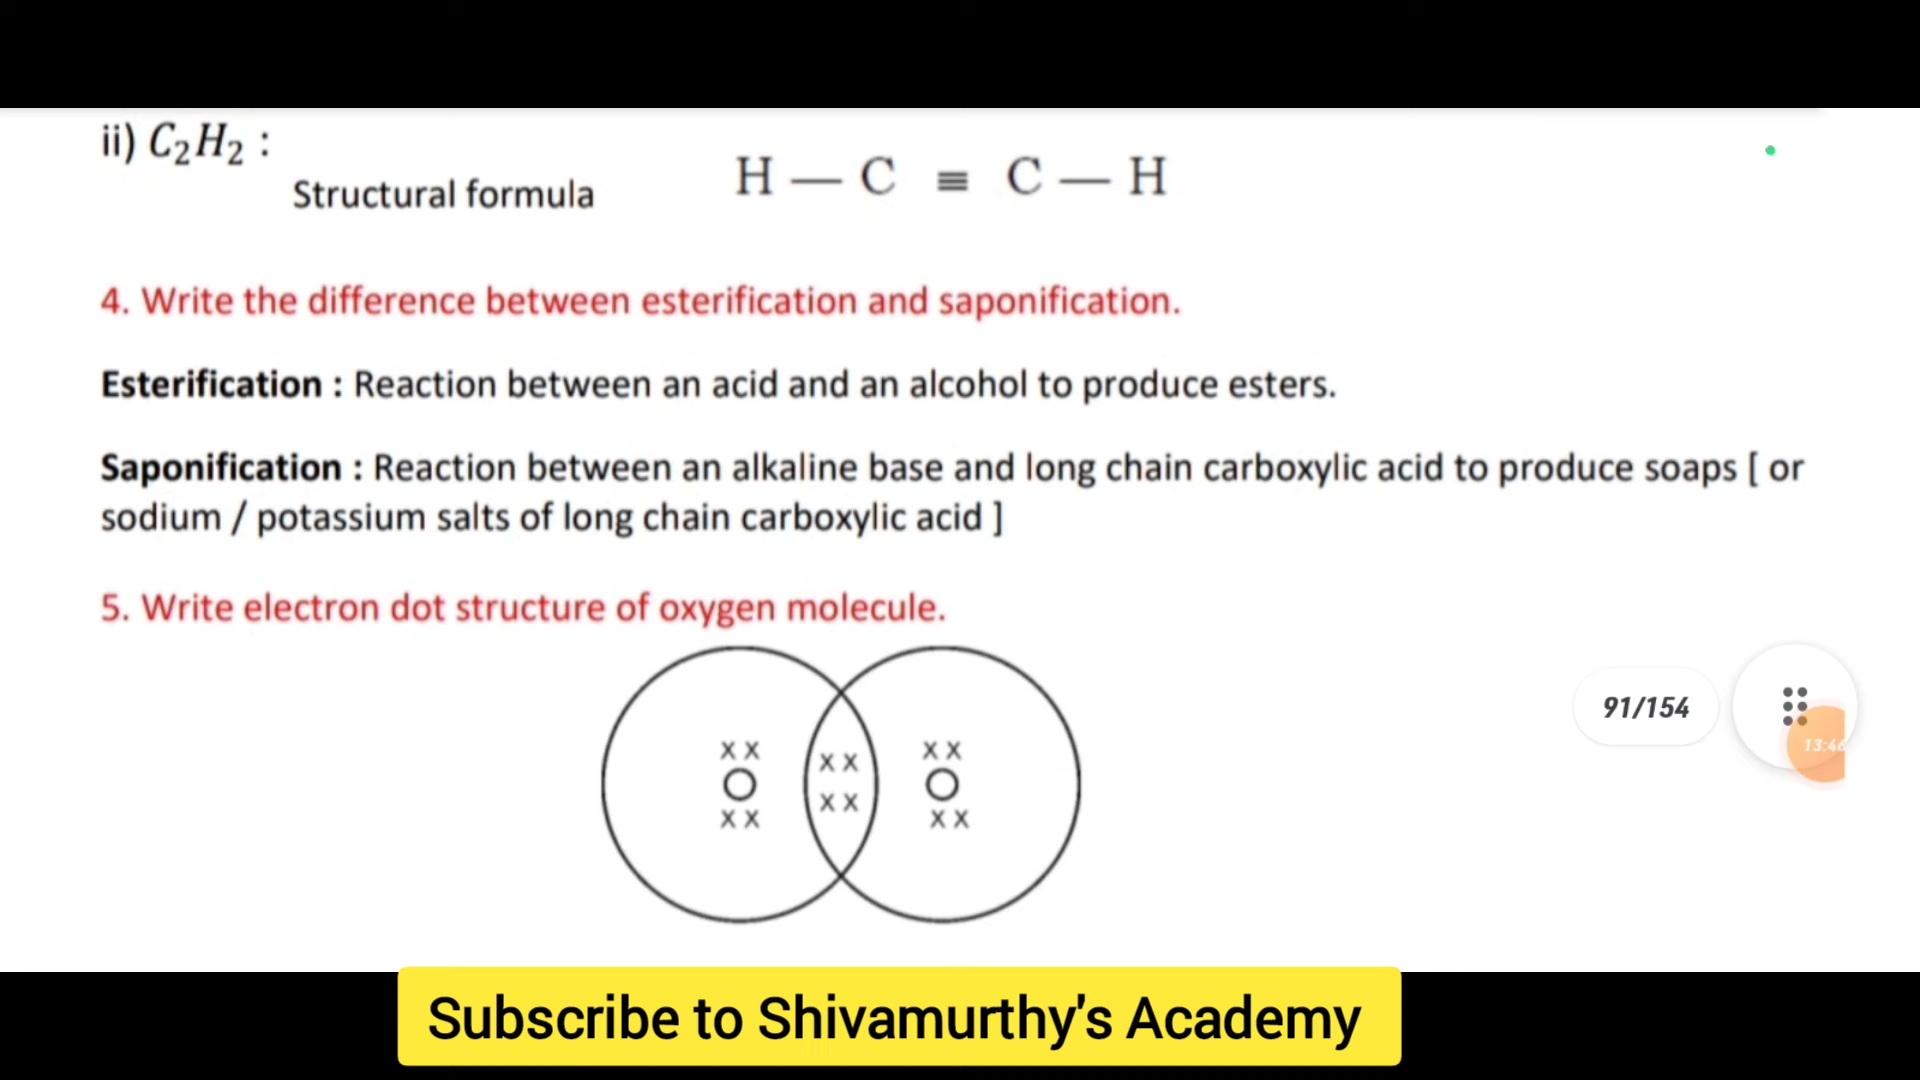 ii) C₂H₂ :
Structural formula
H — C ≡ C — H
4. Write the difference between esterification and saponification.
Esterification : Reaction between an acid and an alcohol to produce esters.
Saponification : Reaction between an alkaline base and long chain carboxylic acid to produce soaps [ or
sodium / potassium salts of long chain carboxylic acid ]
5. Write electron dot structure of oxygen molecule.
x x x x x x
O O
x x x x x x
91/154
13:46
Subscribe to Shivamurthy's Academy